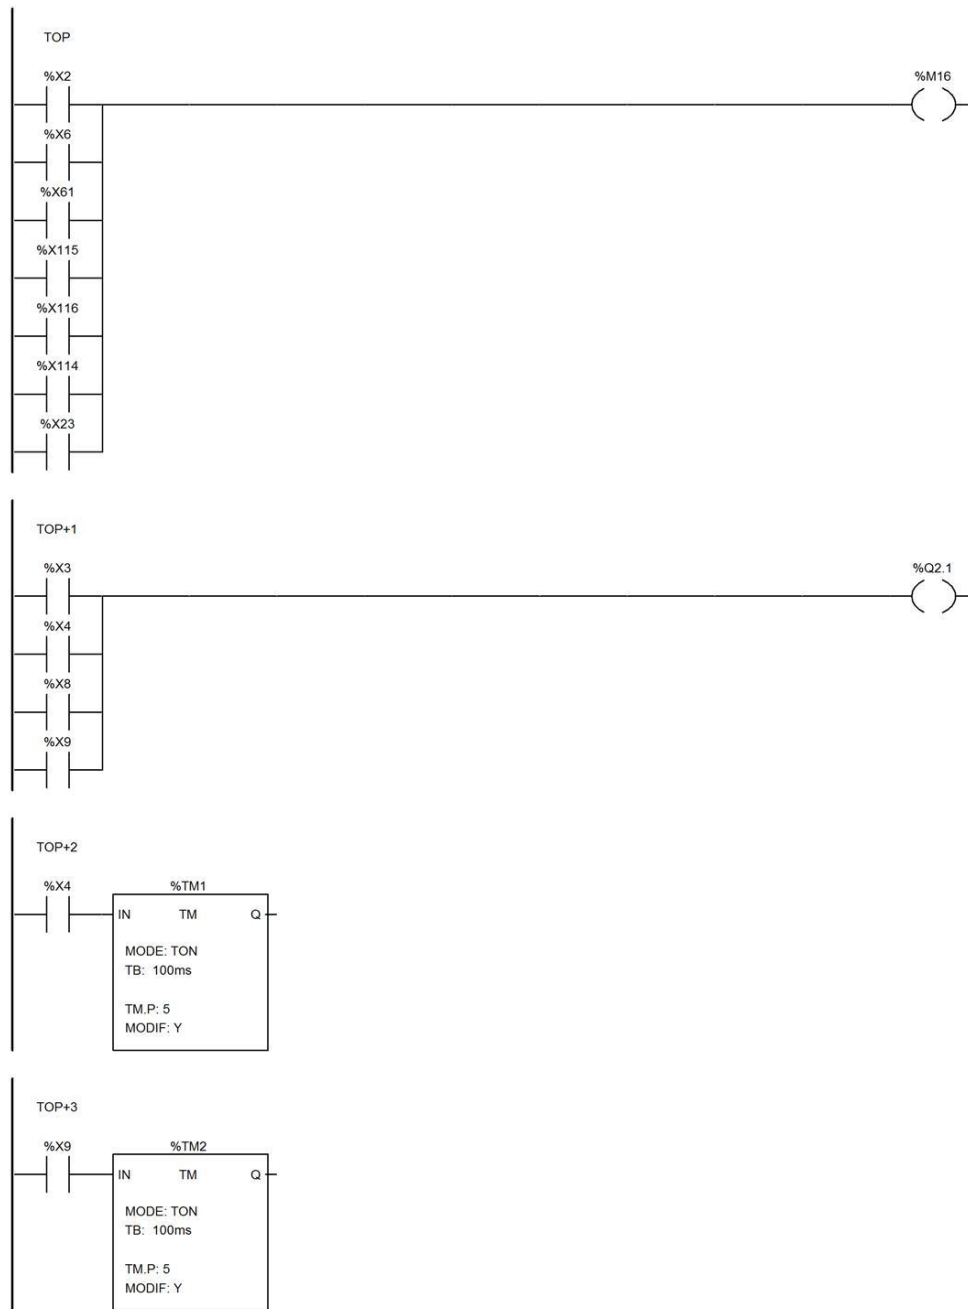 TOP
%X2 %M16
%X6
%X61
%X115
%X116
%X114
%X23
TOP+1
%X3 %Q2.1
%X4
%X8
%X9
TOP+2
%X4 %TM1
IN TM Q
MODE: TON
TB: 100ms
TM.P: 5
MODIF: Y
TOP+3
%X9 %TM2
IN TM Q
MODE: TON
TB: 100ms
TM.P: 5
MODIF: Y